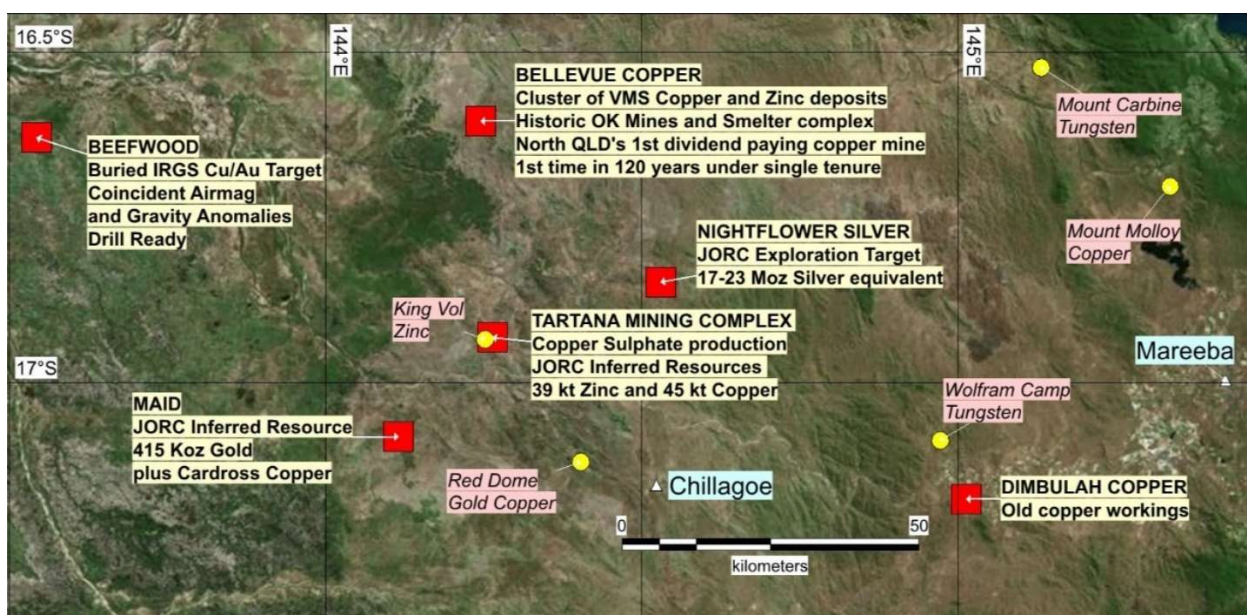 16.5°S
144°E
145°E
BELLEVUE COPPER
Cluster of VMS Copper and Zinc deposits
Historic OK Mines and Smelter complex
North QLD's 1st dividend paying copper mine
1st time in 120 years under single tenure
Mount Carbine
Tungsten
BEEFWOOD
Buried IRGS Cu/Au Target
Coincident Airmag
and Gravity Anomalies
Drill Ready
Mount Molloy
Copper
NIGHTFLOWER SILVER
JORC Exploration Target
17-23 Moz Silver equivalent
King Vol
Zinc
TARTANA MINING COMPLEX
Copper Sulphate production
JORC Inferred Resources
39 kt Zinc and 45 kt Copper
Mareeba
17°S
MAID
JORC Inferred Resource
415 Koz Gold
plus Cardross Copper
Wolfram Camp
Tungsten
Red Dome
Gold Copper
Chillagoe
DIMBULAH COPPER
Old copper workings
0
50
kilometers